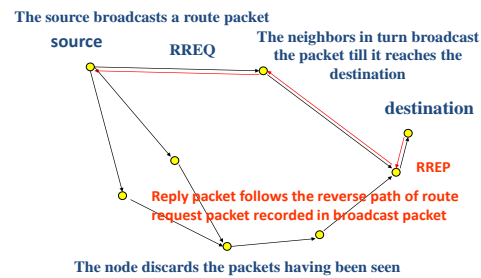 The source broadcasts a route packet
source
RREQ
The neighbors in turn broadcast
the packet till it reaches the
destination
destination
RREP
Reply packet follows the reverse path of route
request packet recorded in broadcast packet
The node discards the packets having been seen